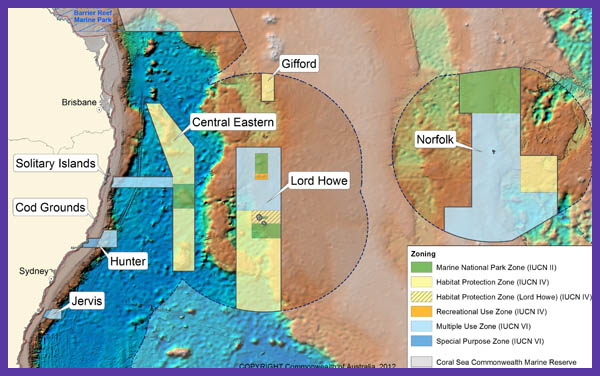 Barrier Reef
Marine Park
Gifford
Brisbane
Central Eastern
Norfolk
Solitary Islands
Lord Howe
Cod Grounds
Hunter
Sydney
Jervis
Zoning
Marine National Park Zone (IUCN II)
Habitat Protection Zone (IUCN IV)
Habitat Protection Zone (Lord Howe) (IUCN IV)
Recreational Use Zone (IUCN IV)
Multiple Use Zone (IUCN VI)
Special Purpose Zone (IUCN VI)
Coral Sea Commonwealth Marine Reserve
COPYRIGHT Commonwealth of Australia, 2012